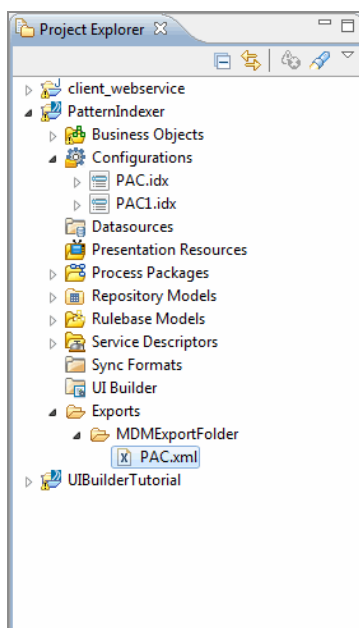 Project Explorer
client_webservice
PatternIndexer
Business Objects
Configurations
PAC.idx
PAC1.idx
Datasources
Presentation Resources
Process Packages
Repository Models
Rulebase Models
Service Descriptors
Sync Formats
UI Builder
Exports
MDMExportFolder
PAC.xml
UIBuilderTutorial